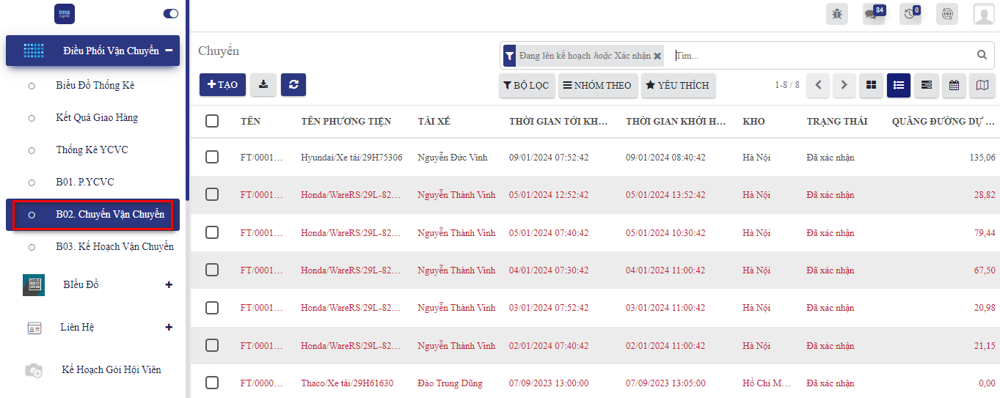 tms
84
0
Điều Phối Vận Chuyển
Biểu Đồ Thống Kê
Kết Quả Giao Hàng
Thống Kê YCVC
B01. P.YCVC
B02. Chuyến Vận Chuyển
B03. Kế Hoạch Vận Chuyển
BIểu Đồ
Liên Hệ
Kế Hoạch Gói Hội Viên
Chuyến
Đang lên kế hoạch hoặc Xác nhận
Tìm...
TẠO
BỘ LỌC NHÓM THEO YÊU THÍCH 1-8 / 8
TÊN TÊN PHƯƠNG TIỆN TÀI XẾ THỜI GIAN TỚI KH... THỜI GIAN KHỞI H... KHO TRẠNG THÁI QUÃNG ĐƯỜNG DỰ ...
FT/0001... Hyundai/Xe tải/29H75306 Nguyễn Đức Vinh 09/01/2024 07:52:42 09/01/2024 08:40:42 Hà Nội Đã xác nhận 135,06
FT/0001... Honda/WareRS/29L-82... Nguyễn Thành Vinh 05/01/2024 12:52:42 05/01/2024 13:52:42 Hà Nội Đã xác nhận 28,82
FT/0001... Honda/WareRS/29L-82... Nguyễn Thành Vinh 05/01/2024 07:40:42 05/01/2024 10:30:42 Hà Nội Đã xác nhận 79,44
FT/0001... Honda/WareRS/29L-82... Nguyễn Thành Vinh 04/01/2024 07:30:42 04/01/2024 11:00:42 Hà Nội Đã xác nhận 67,50
FT/0001... Honda/WareRS/29L-82... Nguyễn Thành Vinh 03/01/2024 07:52:42 03/01/2024 11:00:42 Hà Nội Đã xác nhận 20,98
FT/0001... Honda/WareRS/29L-82... Nguyễn Thành Vinh 02/01/2024 07:40:42 02/01/2024 11:00:42 Hà Nội Đã xác nhận 21,15
FT/0000... Thaco/Xe tải/29H61630 Đào Trung Dũng 07/09/2023 13:00:00 07/09/2023 13:05:00 Hồ Chí M... Đã xác nhận 0,00